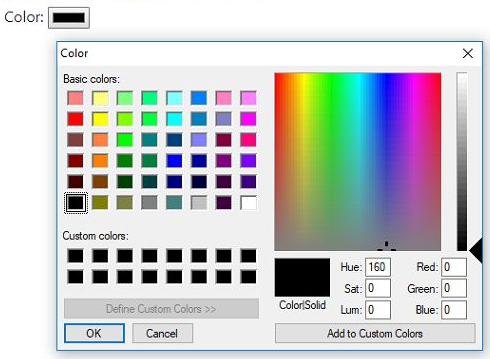 Color:
Color
Basic colors:
Custom colors:
Define Custom Colors >>
OK Cancel
Color|Solid
Hue: 160 Red: 0
Sat: 0 Green: 0
Lum: 0 Blue: 0
Add to Custom Colors